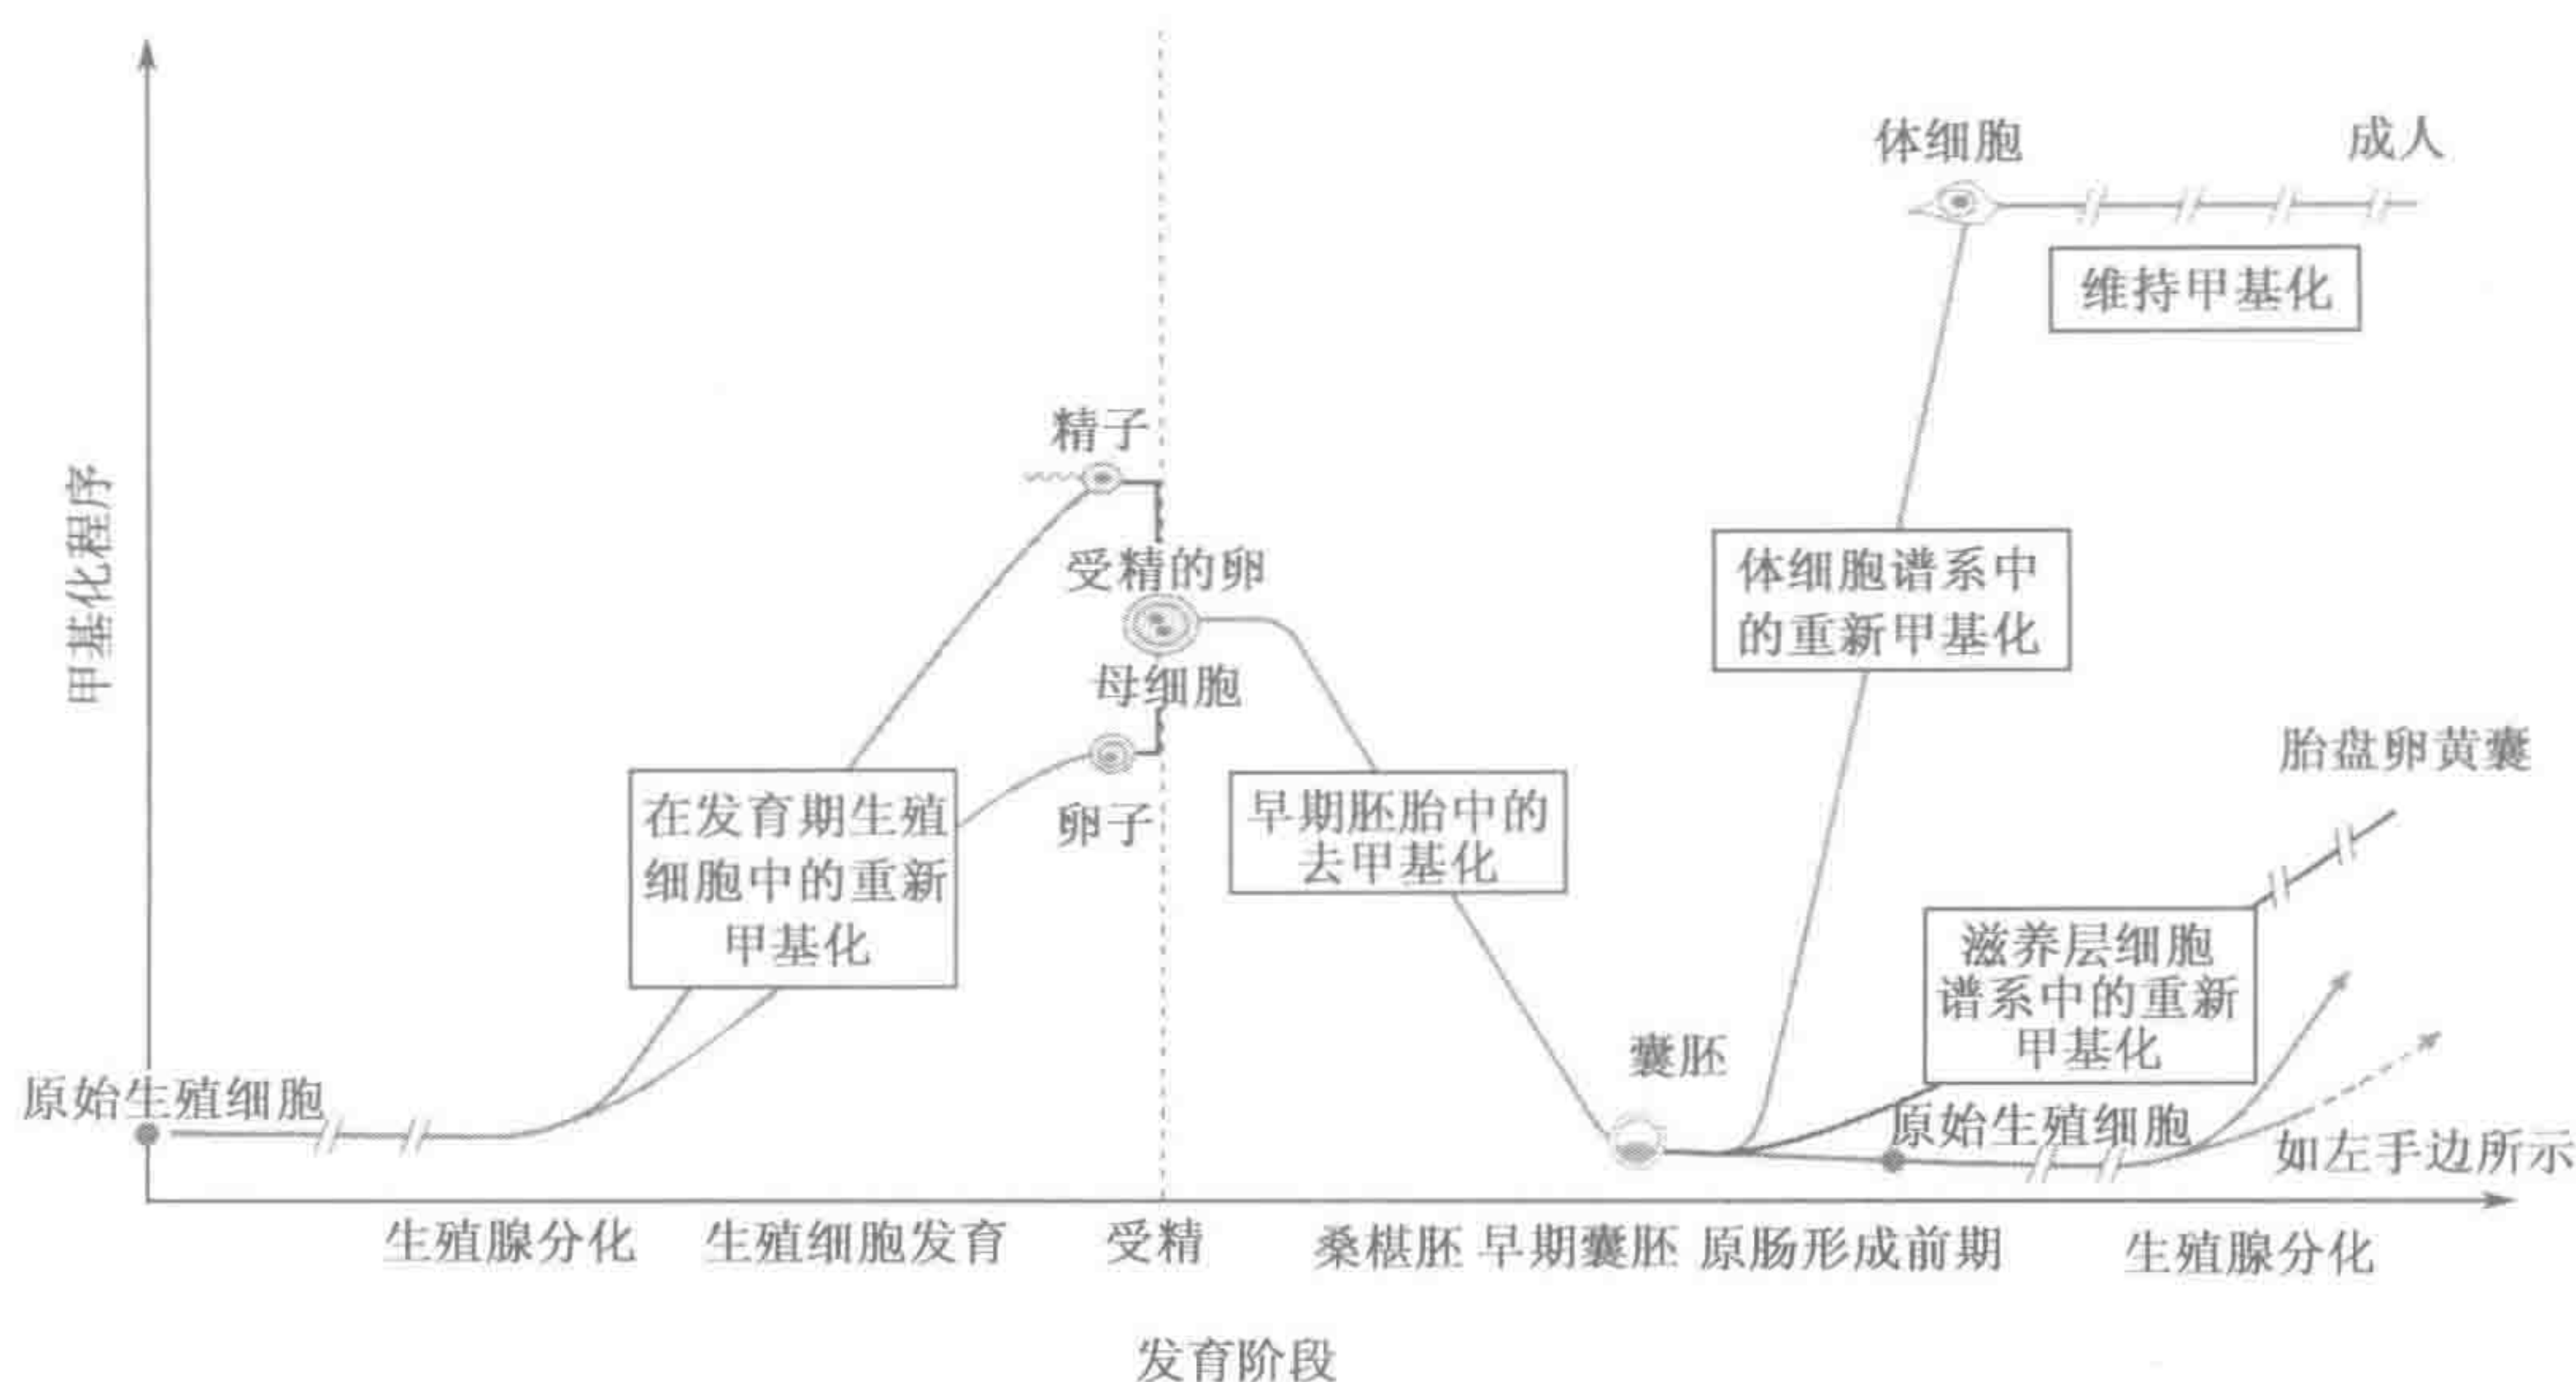 体细胞
成人
维持甲基化
精子
受精的卵
母细胞
卵子
甲基化程序
体细胞谱系中
的重新甲基化
在发育期生殖
细胞中的重新
甲基化
早期胚胎中的
去甲基化
胎盘卵黄囊
滋养层细胞
谱系中的重新
甲基化
囊胚
原始生殖细胞
原始生殖细胞
如左手边所示
生殖腺分化
生殖细胞发育
受精
桑椹胚
早期囊胚
原肠形成前期
生殖腺分化
发育阶段